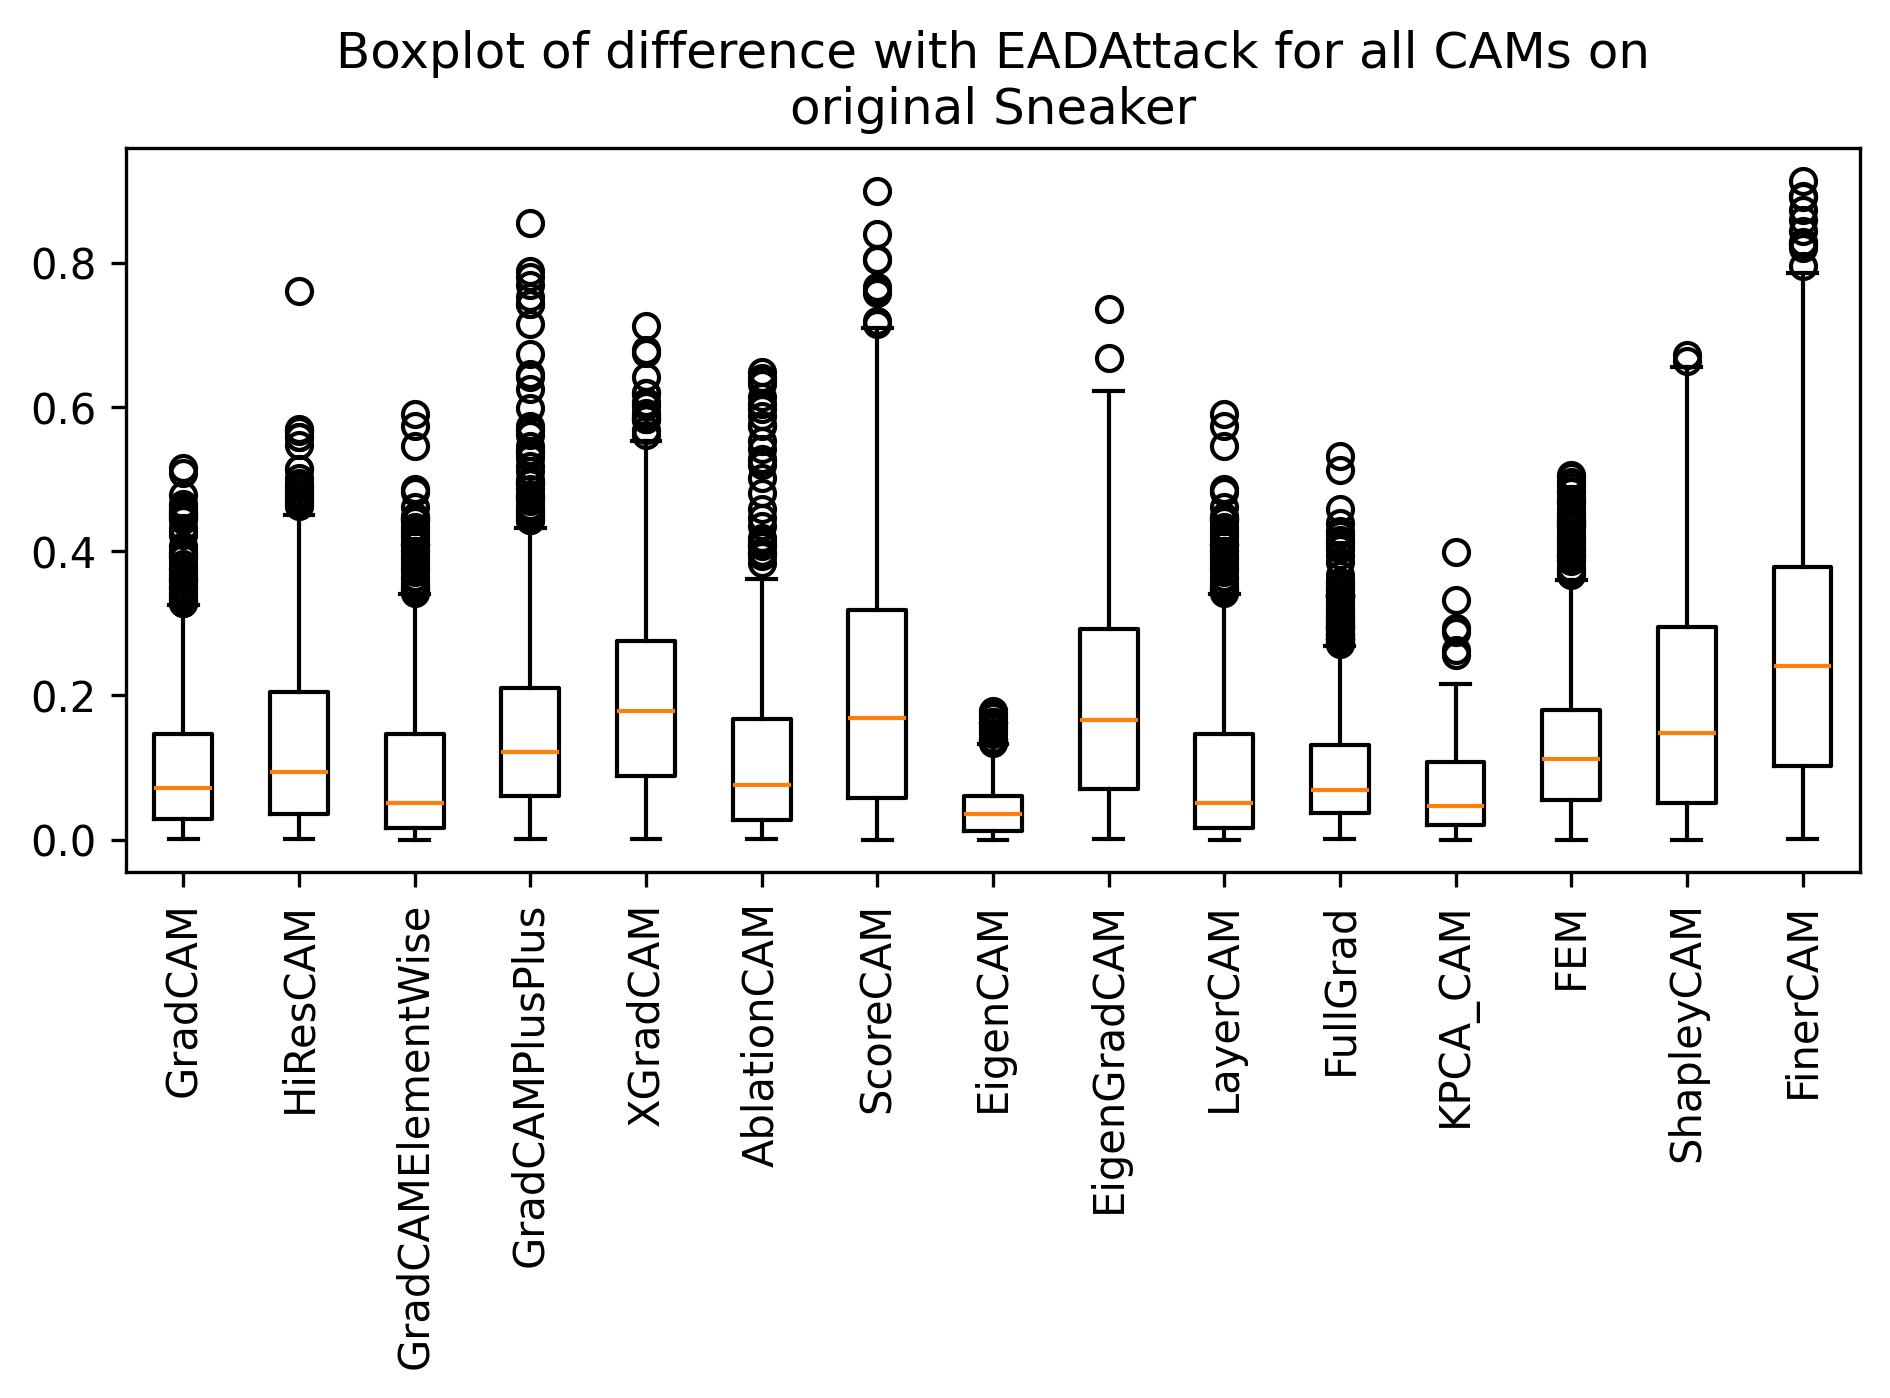 Boxplot of difference with EADAttack for all CAMs on
original Sneaker
0.8
0.6
0.4
0.2
0.0
GradCAM
HiResCAM
GradCAMElementWise
GradCAMPlusPlus
XGradCAM
AblationCAM
ScoreCAM
EigenCAM
EigenGradCAM
LayerCAM
FullGrad
KPCA_CAM
FEM
ShapleyCAM
FinerCAM